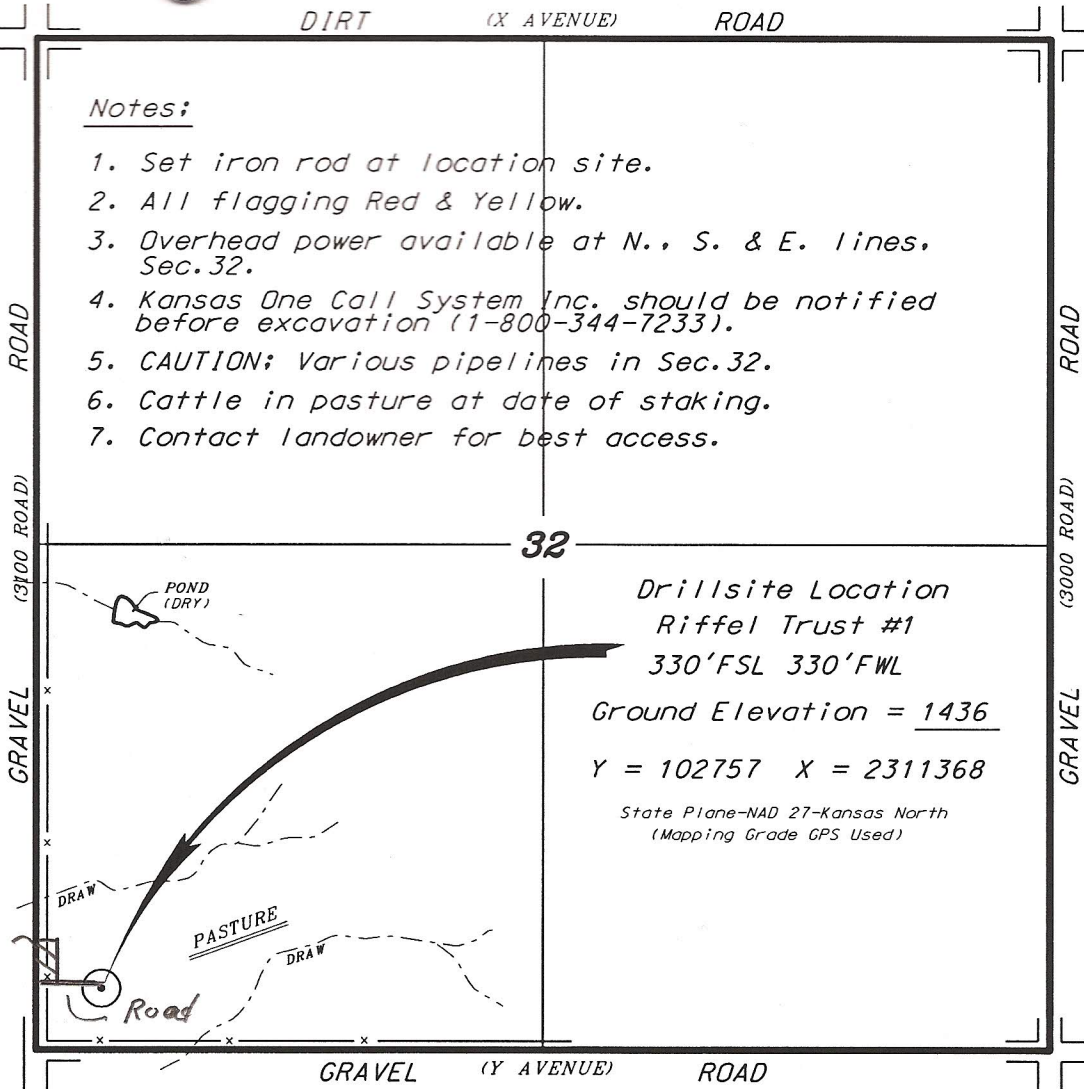 DIRT (X AVENUE) ROAD
Notes:
1. Set iron rod at location site.
2. All flagging Red & Yellow.
3. Overhead power available at N., S. & E. lines,
Sec.32.
4. Kansas One Call System Inc. should be notified
before excavation (1-800-344-7233).
5. CAUTION: Various pipelines in Sec.32.
6. Cattle in pasture at date of staking.
7. Contact landowner for best access.
GRAVEL (3100 ROAD) ROAD
GRAVEL (3000 ROAD) ROAD
32
POND
(DRY)
Drillsite Location
Riffel Trust #1
330'FSL 330'FWL
Ground Elevation = 1436
Y = 102757 X = 2311368
State Plane-NAD 27-Kansas North
(Mapping Grade GPS Used)
DRAW
PASTURE
DRAW
Road
GRAVEL (Y AVENUE) ROAD